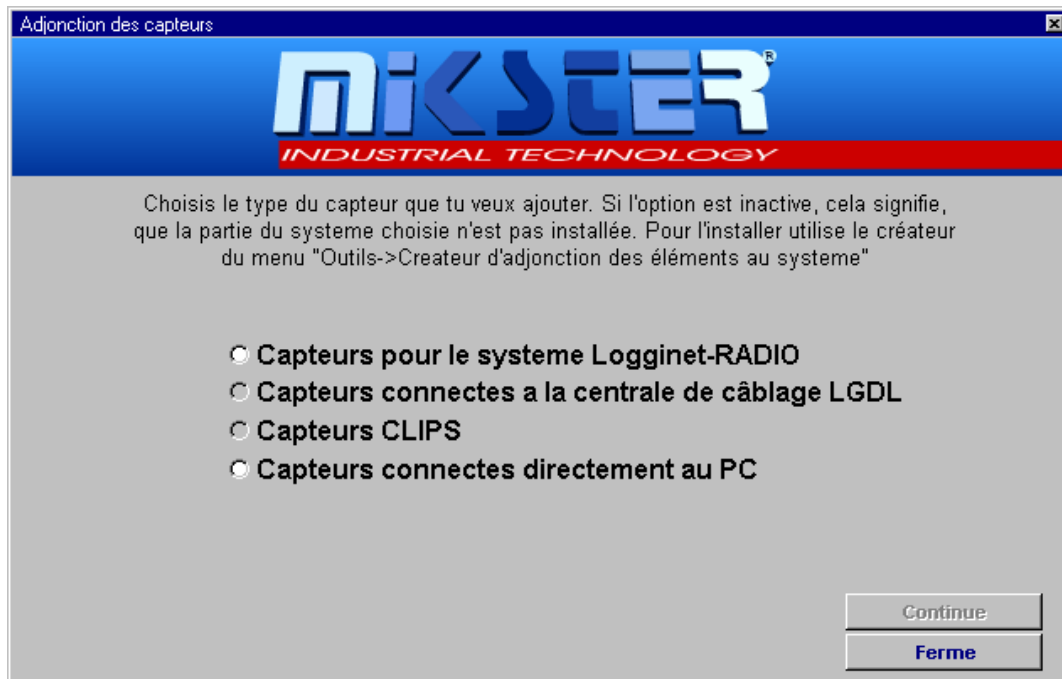 Adjonction des capteurs
MIKSTER®
INDUSTRIAL TECHNOLOGY
Choisis le type du capteur que tu veux ajouter. Si l'option est inactive, cela signifie,
que la partie du systeme choisie n'est pas installée. Pour l'installer utilise le créateur
du menu "Outils->Createur d'adjonction des éléments au systeme"
Capteurs pour le systeme Logginet-RADIO
Capteurs connectes a la centrale de câblage LGDL
Capteurs CLIPS
Capteurs connectes directement au PC
Continue
Ferme